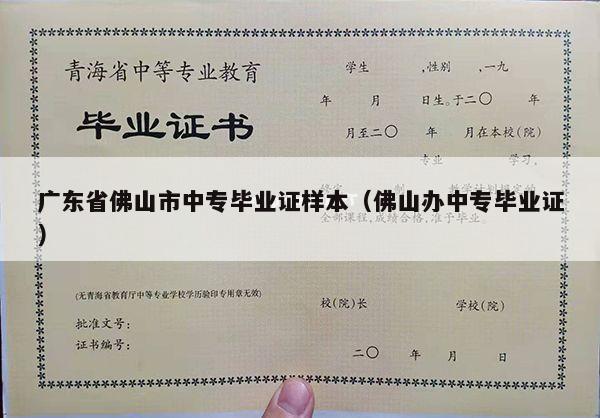 青海省中等专业教育
毕业证书
学生 ,性别 ,一九
年 月 日生。于二〇 年
月至二〇 年 月在本校(院)
专业 学习,
广东省佛山市中专毕业证样本（佛山办中专毕业证
）
全部课程,成绩合格,准予毕业。
(无青海省教育厅中等专业学校学历验印专用章无效)
批准文号:
证书编号:
校(院)长 学校(院)
二〇 年 月 日